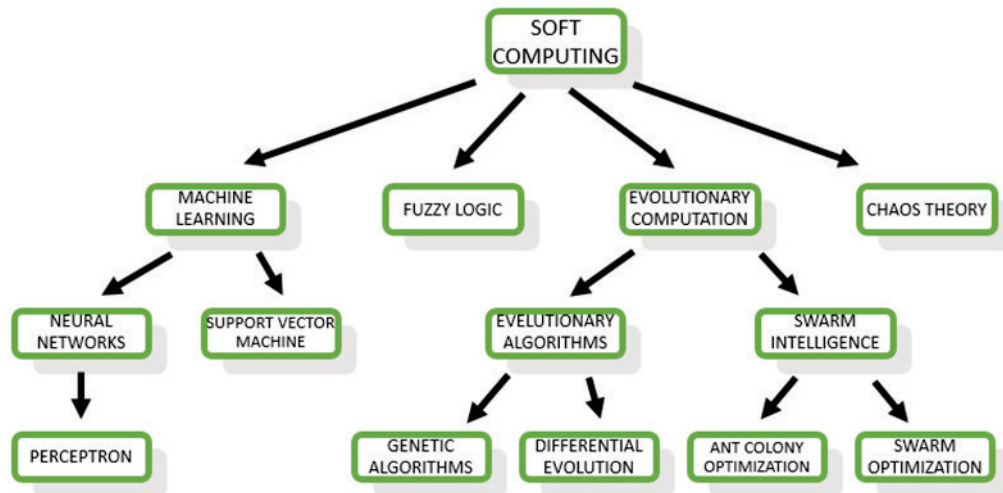 SOFT
COMPUTING
MACHINE
LEARNING
FUZZY LOGIC
EVOLUTIONARY
COMPUTATION
CHAOS THEORY
NEURAL
NETWORKS
SUPPORT VECTOR
MACHINE
EVELUTIONARY
ALGORITHMS
SWARM
INTELLIGENCE
PERCEPTRON
GENETIC
ALGORITHMS
DIFFERENTIAL
EVOLUTION
ANT COLONY
OPTIMIZATION
SWARM
OPTIMIZATION